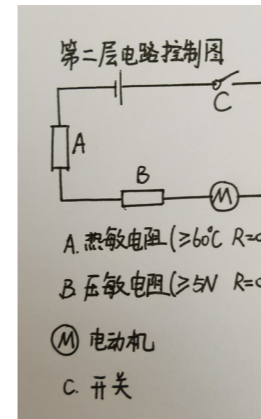 第二层电路控制图
C
A
B
M
A. 热敏电阻 (≥60℃ R=
B. 压敏电阻 (≥5N R=
M 电动机
C. 开关